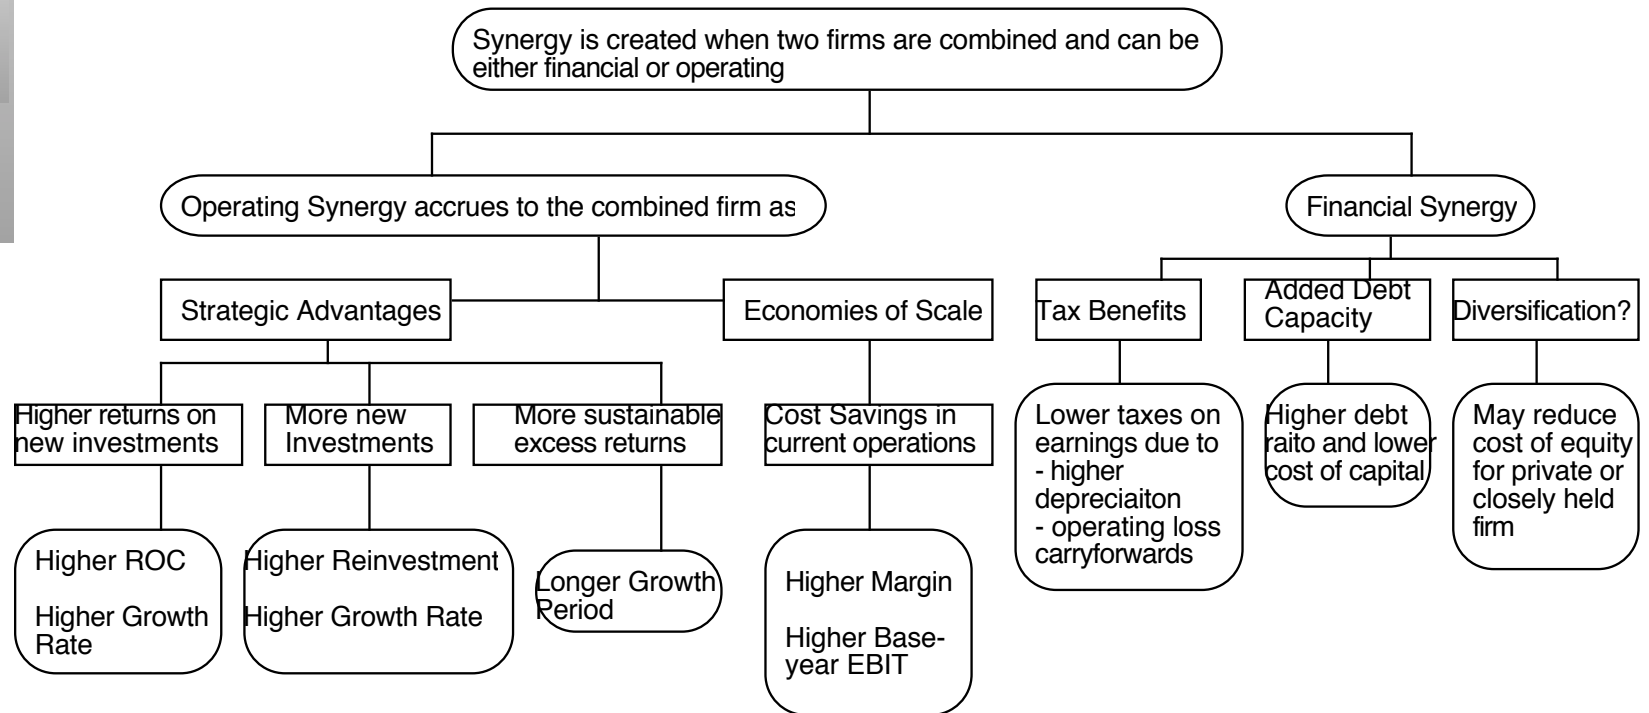 Synergy is created when two firms are combined and can be
either financial or operating
Operating Synergy accrues to the combined firm as
Financial Synergy
Strategic Advantages
Economies of Scale
Tax Benefits
Added Debt
Capacity
Diversification?
Higher returns on
new investments
More new
Investments
More sustainable
excess returns
Cost Savings in
current operations
Lower taxes on
earnings due to
- higher
depreciaiton
- operating loss
carryforwards
Higher debt
raito and lower
cost of capital
May reduce
cost of equity
for private or
closely held
firm
Higher ROC
Higher Growth
Rate
Higher Reinvestment
Higher Growth Rate
Longer Growth
Period
Higher Margin
Higher Base-
year EBIT